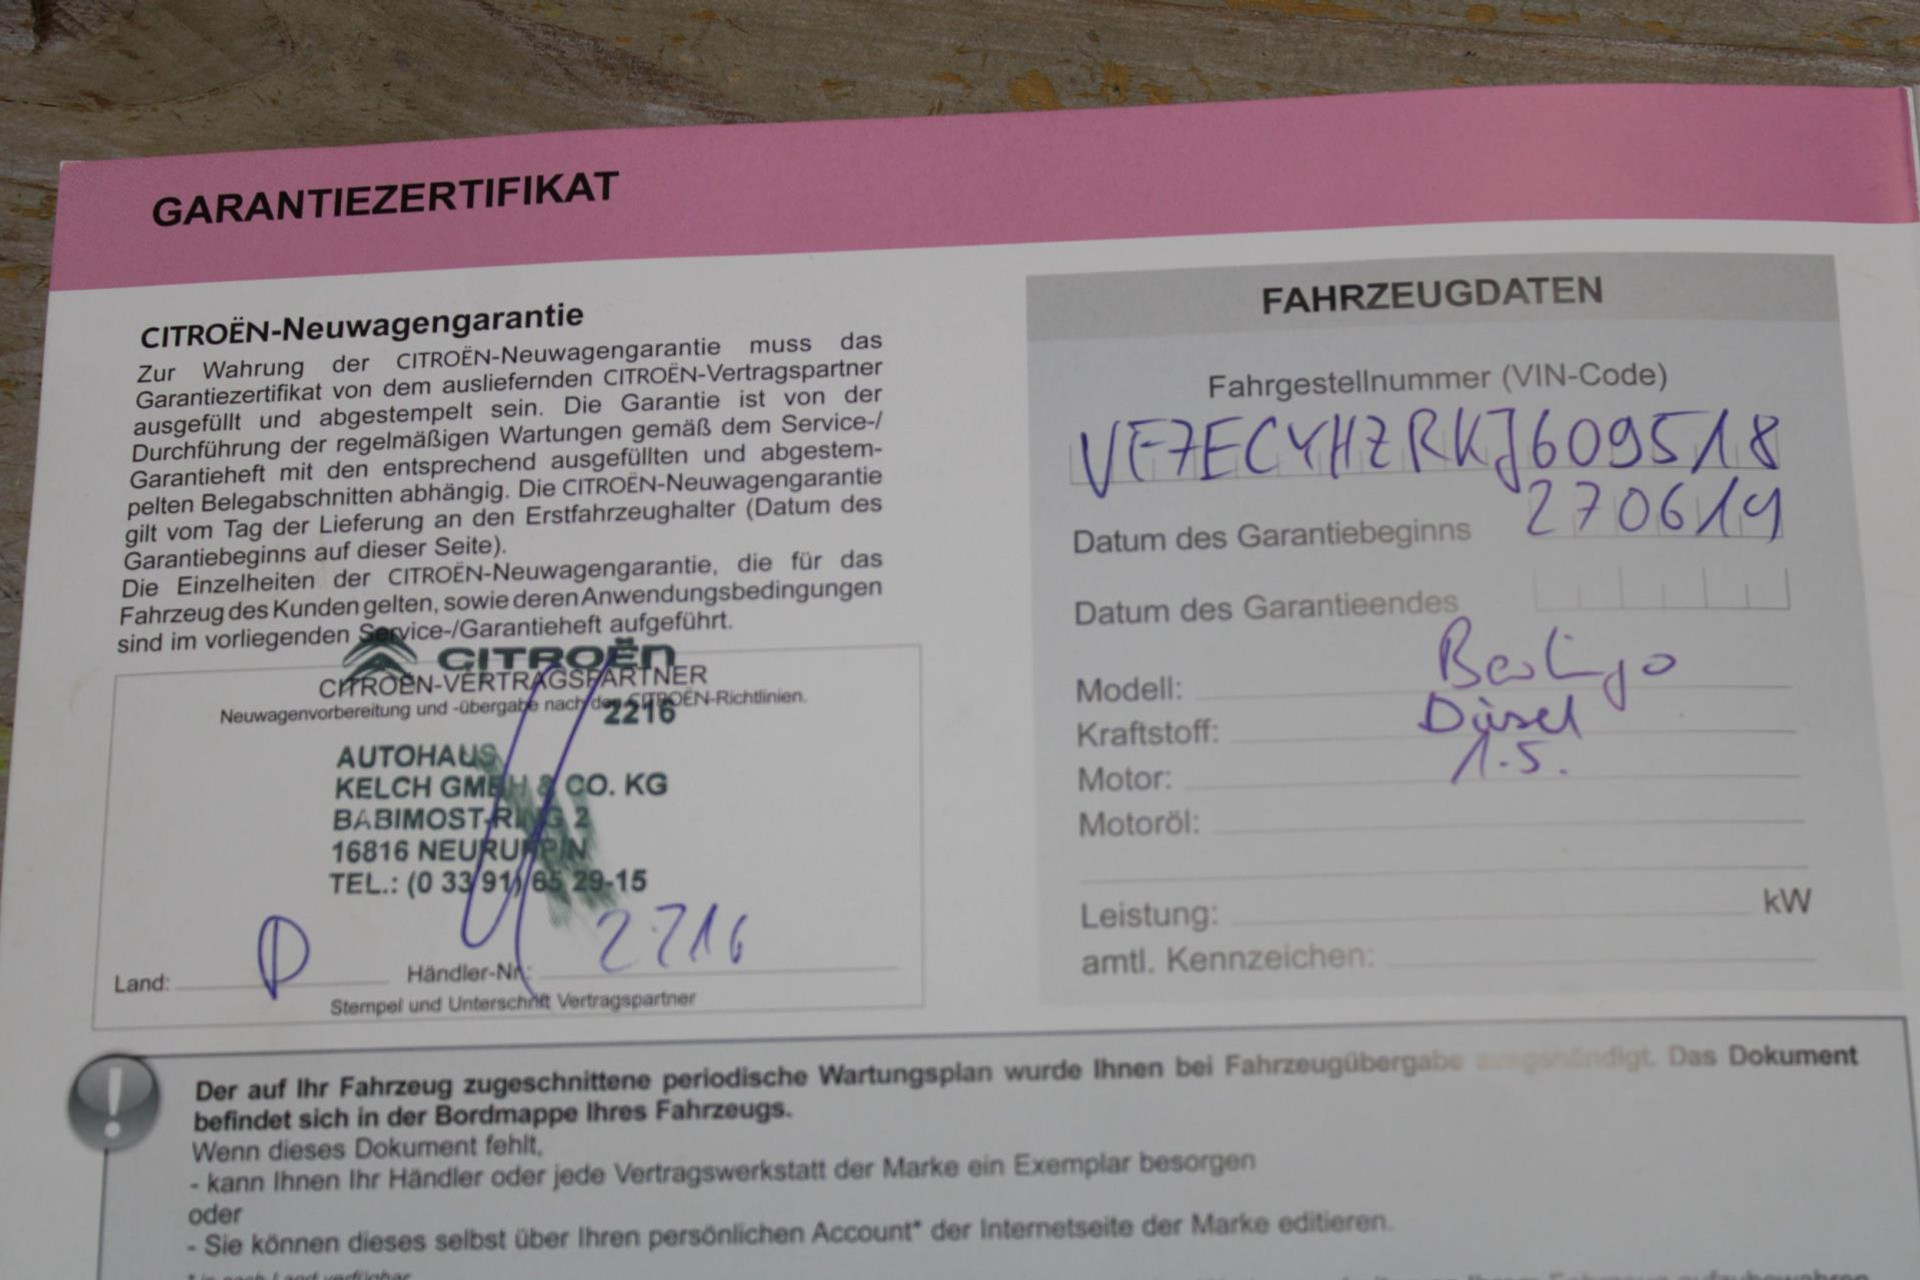 GARANTIEZERTIFIKAT
CITROËN-Neuwagengarantie
Zur Wahrung der CITROËN-Neuwagengarantie muss das
Garantiezertifikat von dem ausliefernden CITROËN-Vertragspartner
ausgefüllt und abgestempelt sein. Die Garantie ist von der
Durchführung der regelmäßigen Wartungen gemäß dem Service-/
Garantieheft mit den entsprechend ausgefüllten und abgestem-
pelten Belegabschnitten abhängig. Die CITROËN-Neuwagengarantie
gilt vom Tag der Lieferung an den Erstfahrzeughalter (Datum des
Garantiebeginns auf dieser Seite).
Die Einzelheiten der CITROËN-Neuwagengarantie, die für das
Fahrzeug des Kunden gelten, sowie deren Anwendungsbedingungen
sind im vorliegenden Service-/Garantieheft aufgeführt.
CITROËN
CITROËN-VERTRAGSPARTNER
Neuwagenvorbereitung und -übergabe nach den CITROËN-Richtlinien.
2216
AUTOHAUS
KELCH GMBH & CO. KG
BABIMOST-RING 2
16816 NEURUPPIN
TEL.: (0 33 91) 65 29-15
Land: D Händler-Nr.: 2716
Stempel und Unterschrift Vertragspartner
FAHRZEUGDATEN
Fahrgestellnummer (VIN-Code)
VF7ECYHZRKJ609518
Datum des Garantiebeginns 270619
Datum des Garantieendes
Modell: Berlingo
Kraftstoff: Diesel
Motor: 1.5.
Motoröl:
Leistung: kW
amtl. Kennzeichen:
Der auf Ihr Fahrzeug zugeschnittene periodische Wartungsplan wurde Ihnen bei Fahrzeugübergabe ausgehändigt. Das Dokument
befindet sich in der Bordmappe Ihres Fahrzeugs.
Wenn dieses Dokument fehlt,
- kann Ihnen Ihr Händler oder jede Vertragswerkstatt der Marke ein Exemplar besorgen
oder
- Sie können dieses selbst über Ihren persönlichen Account* der Internetseite der Marke editieren.